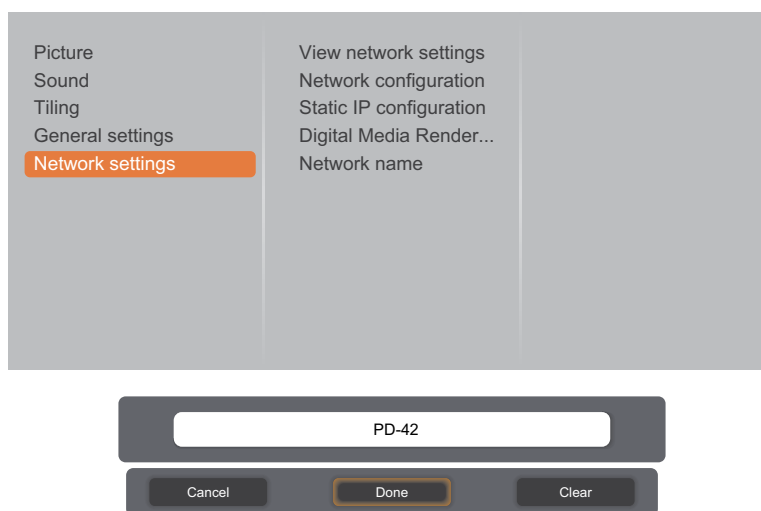 Picture
Sound
Tiling
General settings
Network settings
View network settings
Network configuration
Static IP configuration
Digital Media Render...
Network name
PD-42
Cancel
Done
Clear